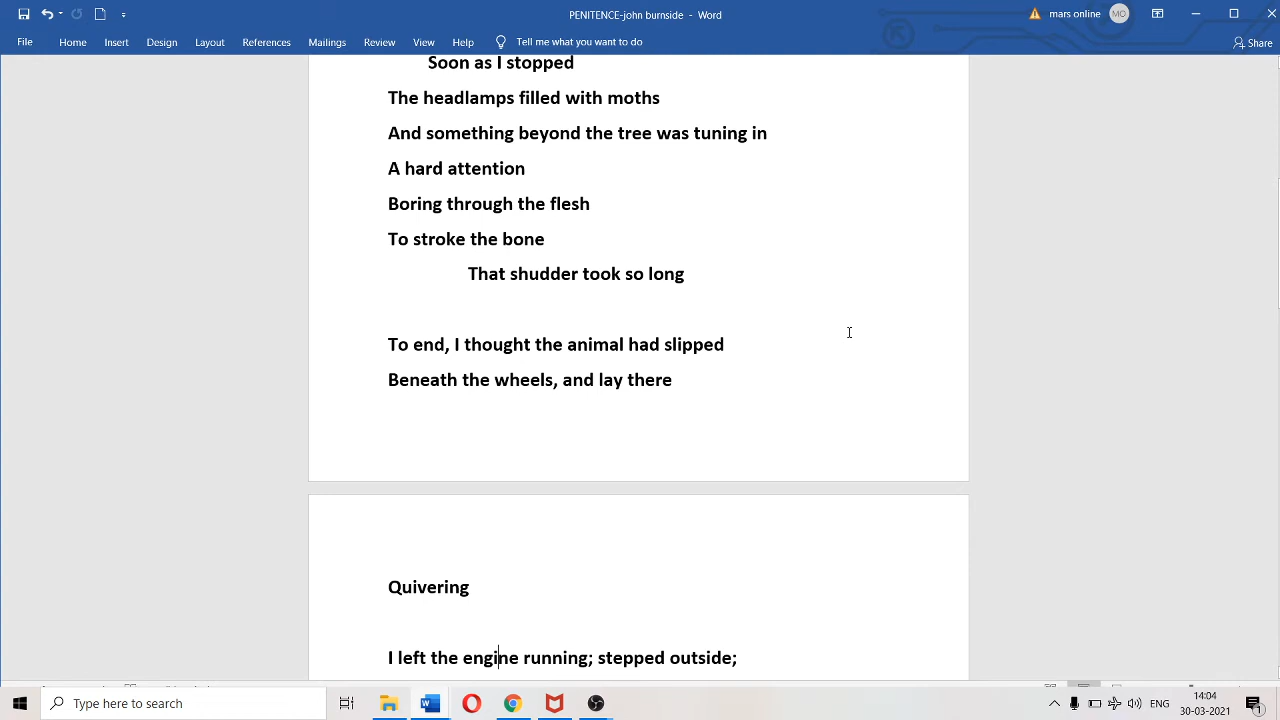 PENITENCE-john burnside - Word
mars online
MO
File Home Insert Design Layout References Mailings Review View Help Tell me what you want to do Share
Soon as I stopped
The headlamps filled with moths
And something beyond the tree was tuning in
A hard attention
Boring through the flesh
To stroke the bone
That shudder took so long
To end, I thought the animal had slipped
Beneath the wheels, and lay there
Quivering
I left the engine running; stepped outside;
Type here to search
ENG
14:04
30-03-2021
1